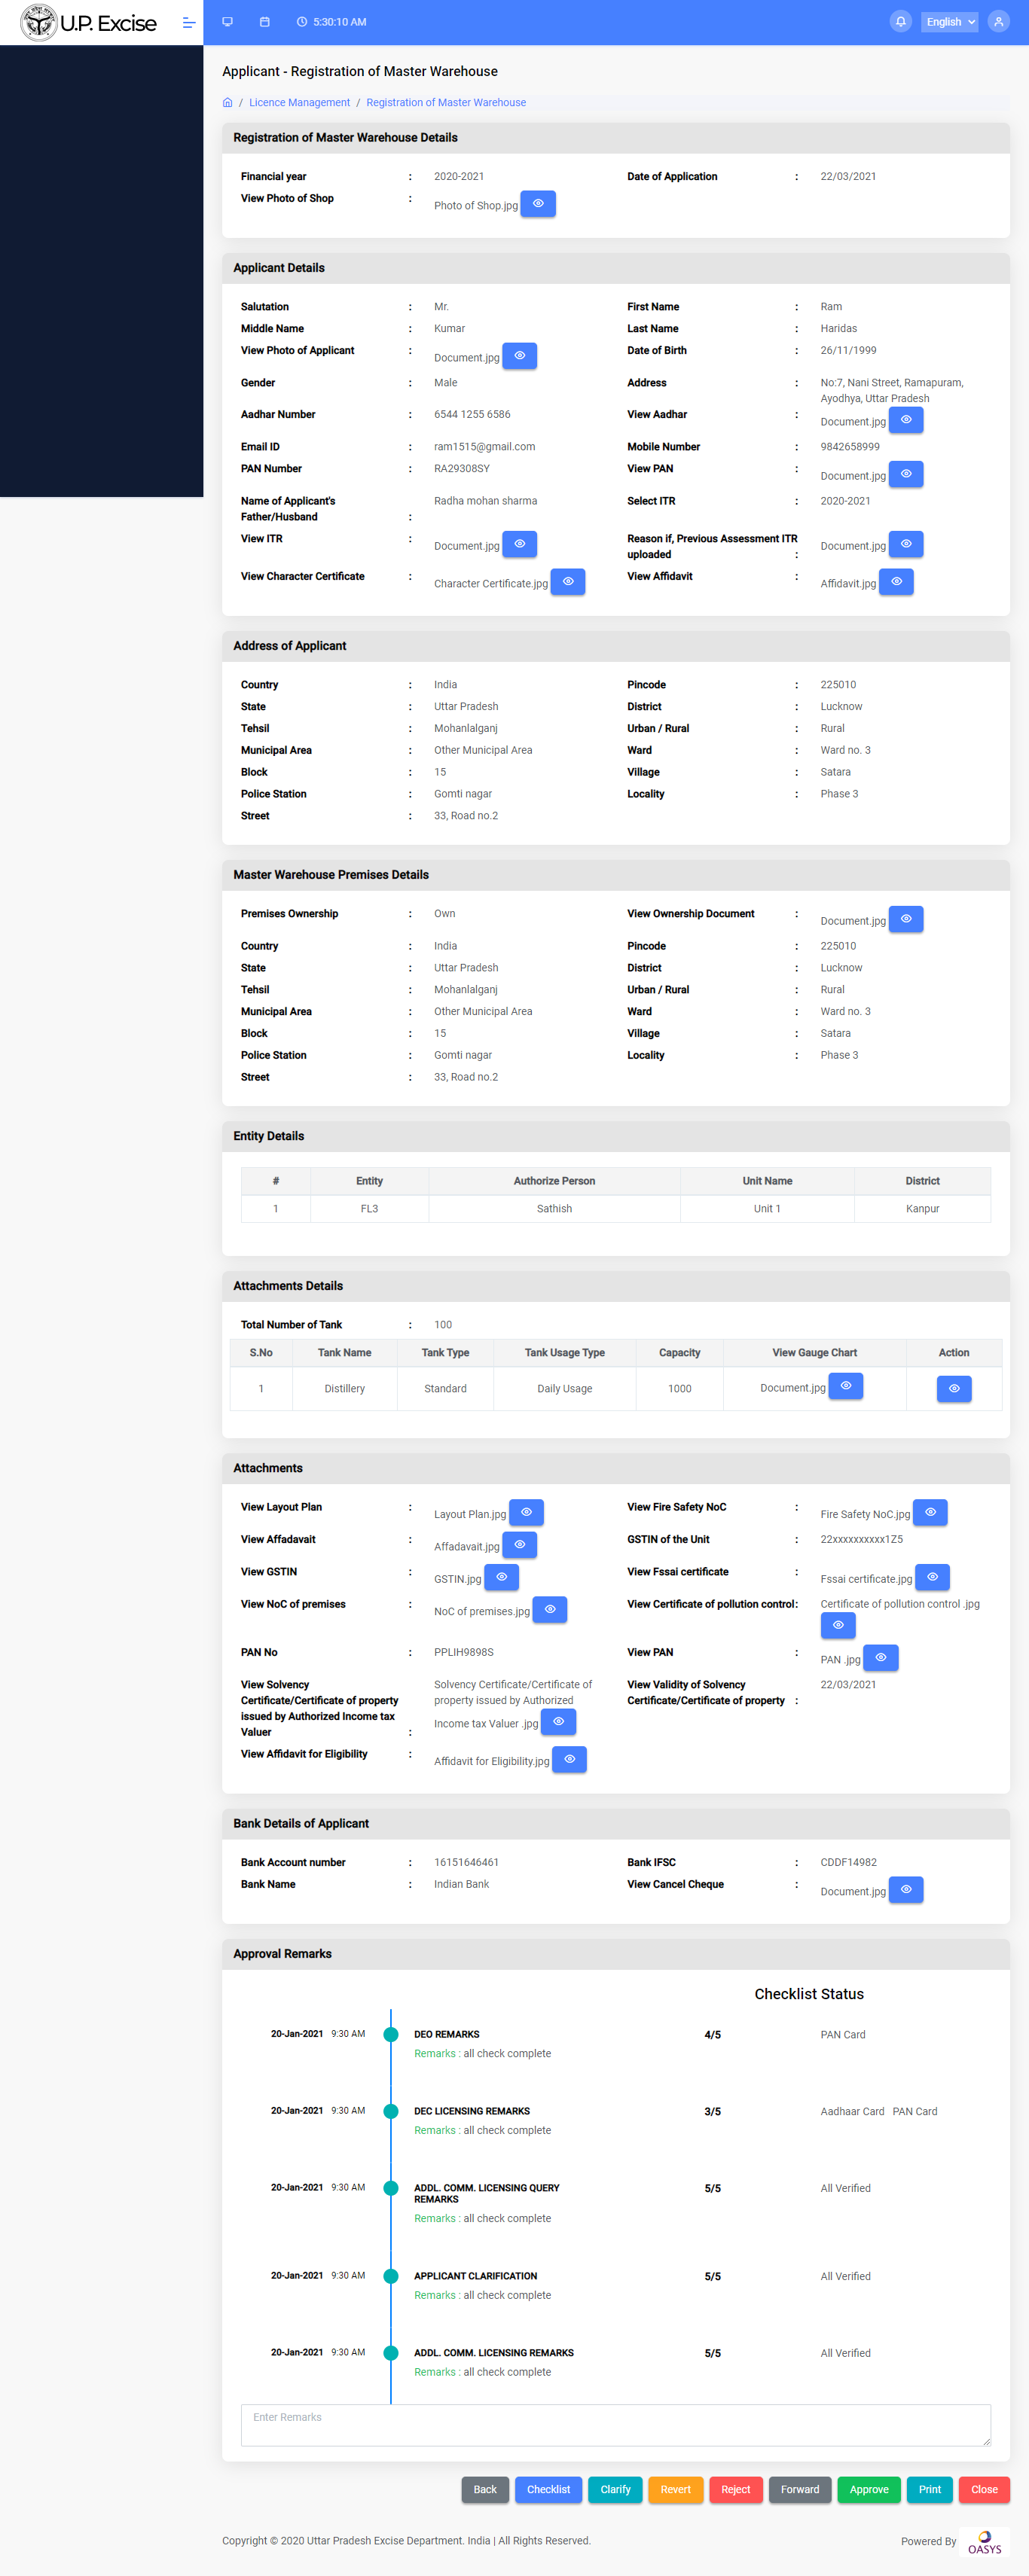 U.P. Excise
5:30:10 AM
English
Applicant - Registration of Master Warehouse
/ Licence Management / Registration of Master Warehouse
Registration of Master Warehouse Details
Financial year : 2020-2021 Date of Application : 22/03/2021
View Photo of Shop : Photo of Shop.jpg
Applicant Details
Salutation : Mr. First Name : Ram
Middle Name : Kumar Last Name : Haridas
View Photo of Applicant : Document.jpg Date of Birth : 26/11/1999
Gender : Male Address : No:7, Nani Street, Ramapuram,
Ayodhya, Uttar Pradesh
Aadhar Number : 6544 1255 6586 View Aadhar : Document.jpg
Email ID : ram1515@gmail.com Mobile Number : 9842658999
PAN Number : RA29308SY View PAN : Document.jpg
Name of Applicant's Radha mohan sharma Select ITR : 2020-2021
Father/Husband :
View ITR : Document.jpg Reason if, Previous Assessment ITR Document.jpg
uploaded :
View Character Certificate : Character Certificate.jpg View Affidavit : Affidavit.jpg
Address of Applicant
Country : India Pincode : 225010
State : Uttar Pradesh District : Lucknow
Tehsil : Mohanlalganj Urban / Rural : Rural
Municipal Area : Other Municipal Area Ward : Ward no. 3
Block : 15 Village : Satara
Police Station : Gomti nagar Locality : Phase 3
Street : 33, Road no.2
Master Warehouse Premises Details
Premises Ownership : Own View Ownership Document : Document.jpg
Country : India Pincode : 225010
State : Uttar Pradesh District : Lucknow
Tehsil : Mohanlalganj Urban / Rural : Rural
Municipal Area : Other Municipal Area Ward : Ward no. 3
Block : 15 Village : Satara
Police Station : Gomti nagar Locality : Phase 3
Street : 33, Road no.2
Entity Details
# Entity Authorize Person Unit Name District
1 FL3 Sathish Unit 1 Kanpur
Attachments Details
Total Number of Tank : 100
S.No Tank Name Tank Type Tank Usage Type Capacity View Gauge Chart Action
1 Distillery Standard Daily Usage 1000 Document.jpg
Attachments
View Layout Plan : Layout Plan.jpg View Fire Safety NoC : Fire Safety NoC.jpg
View Affadavait : Affadavait.jpg GSTIN of the Unit : 22xxxxxxxxxx1Z5
View GSTIN : GSTIN.jpg View Fssai certificate : Fssai certificate.jpg
View NoC of premises : NoC of premises.jpg View Certificate of pollution control: Certificate of pollution control .jpg
PAN No : PPLIH9898S View PAN : PAN .jpg
View Solvency Solvency Certificate/Certificate of View Validity of Solvency 22/03/2021
Certificate/Certificate of property property issued by Authorized Certificate/Certificate of property :
issued by Authorized Income tax Income tax Valuer .jpg
Valuer :
View Affidavit for Eligibility : Affidavit for Eligibility.jpg
Bank Details of Applicant
Bank Account number : 16151646461 Bank IFSC : CDDF14982
Bank Name : Indian Bank View Cancel Cheque : Document.jpg
Approval Remarks
Checklist Status
20-Jan-2021 9:30 AM DEO REMARKS 4/5 PAN Card
Remarks : all check complete
20-Jan-2021 9:30 AM DEC LICENSING REMARKS 3/5 Aadhaar Card PAN Card
Remarks : all check complete
20-Jan-2021 9:30 AM ADDL. COMM. LICENSING QUERY 5/5 All Verified
REMARKS
Remarks : all check complete
20-Jan-2021 9:30 AM APPLICANT CLARIFICATION 5/5 All Verified
Remarks : all check complete
20-Jan-2021 9:30 AM ADDL. COMM. LICENSING REMARKS 5/5 All Verified
Remarks : all check complete
Enter Remarks
Back Checklist Clarify Revert Reject Forward Approve Print Close
Copyright © 2020 Uttar Pradesh Excise Department. India | All Rights Reserved. Powered By OASYS